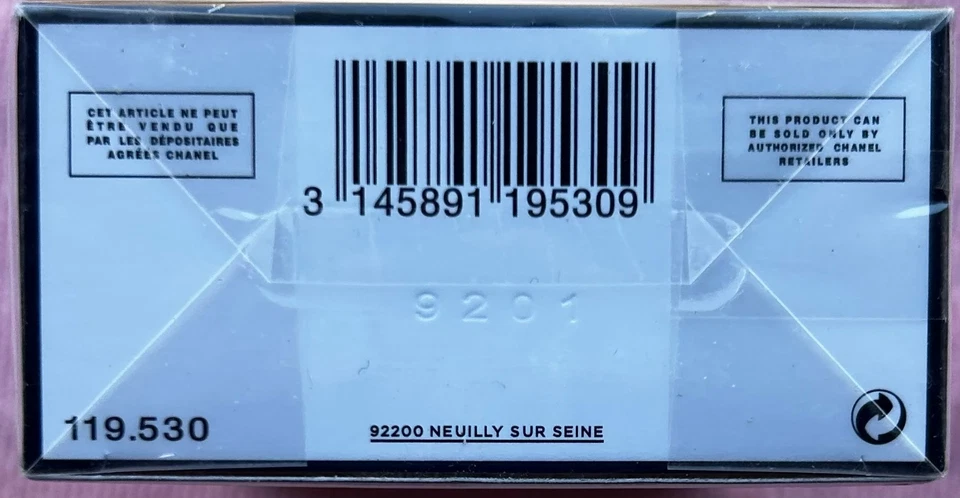 CET ARTICLE NE PEUT
ÊTRE VENDU QUE
PAR LES DÉPOSITAIRES
AGRÉÉS CHANEL
THIS PRODUCT CAN
BE SOLD ONLY BY
AUTHORIZED CHANEL
RETAILERS
3 145891 195309
9201
119.530
92200 NEUILLY SUR SEINE